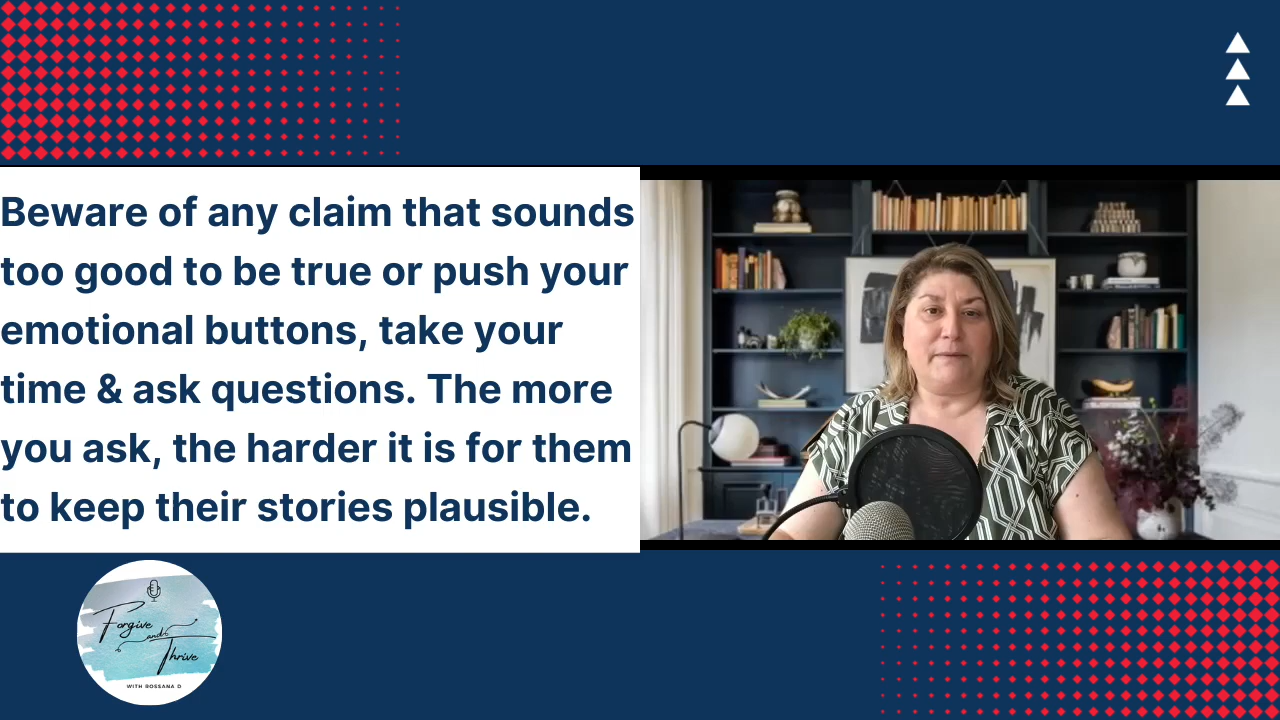 Beware of any claim that sounds
too good to be true or push your
emotional buttons, take your
time & ask questions. The more
you ask, the harder it is for them
to keep their stories plausible.
Forgive
and
Thrive
WITH ROSSANA D